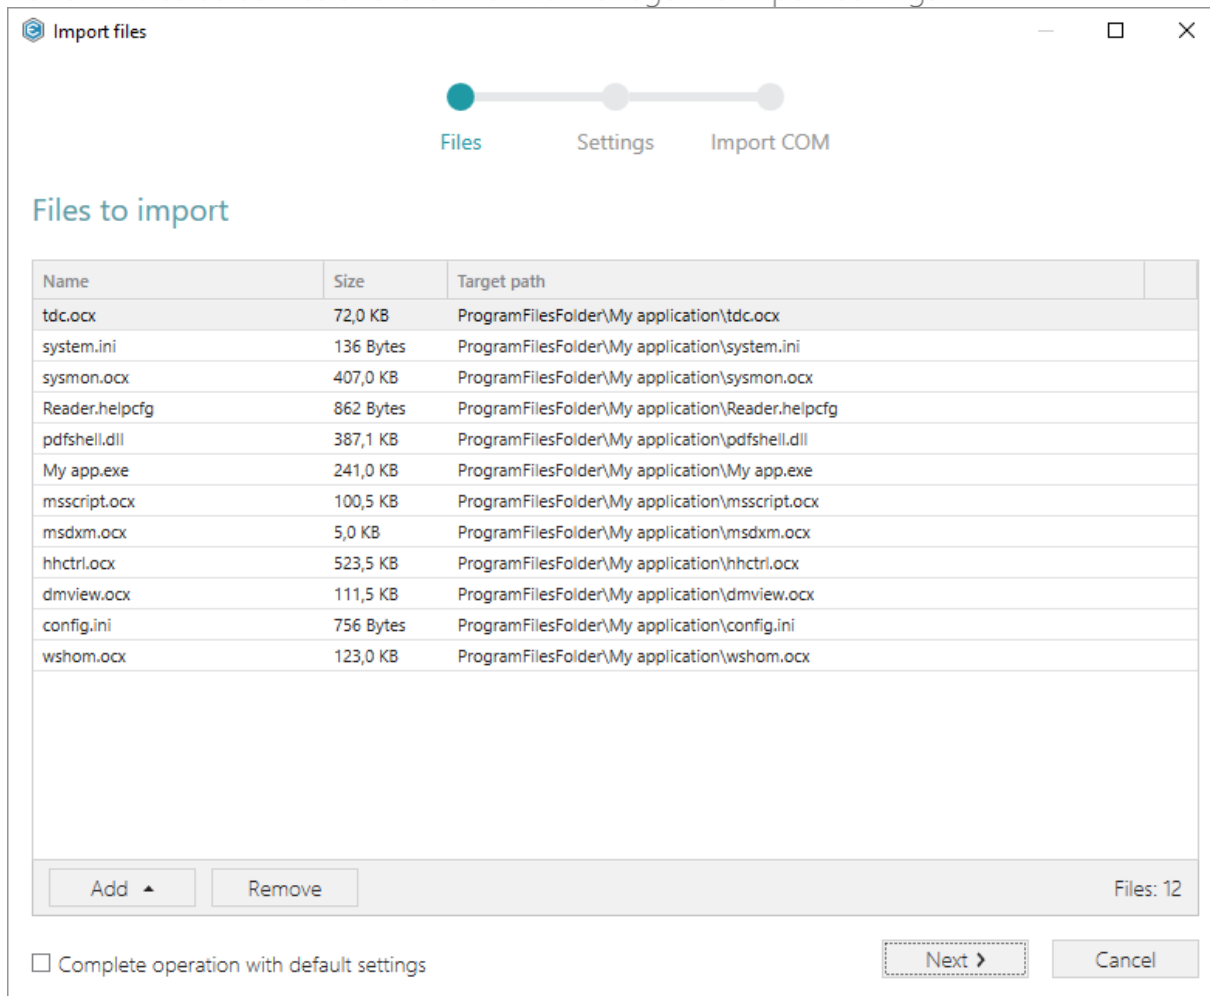 Import files
Files Settings Import COM
Files to import
Name Size Target path
tdc.ocx 72,0 KB ProgramFilesFolder\My application\tdc.ocx
system.ini 136 Bytes ProgramFilesFolder\My application\system.ini
sysmon.ocx 407,0 KB ProgramFilesFolder\My application\sysmon.ocx
Reader.helpcfg 862 Bytes ProgramFilesFolder\My application\Reader.helpcfg
pdfshell.dll 387,1 KB ProgramFilesFolder\My application\pdfshell.dll
My app.exe 241,0 KB ProgramFilesFolder\My application\My app.exe
msscript.ocx 100,5 KB ProgramFilesFolder\My application\msscript.ocx
msdxm.ocx 5,0 KB ProgramFilesFolder\My application\msdxm.ocx
hhctrl.ocx 523,5 KB ProgramFilesFolder\My application\hhctrl.ocx
dmview.ocx 111,5 KB ProgramFilesFolder\My application\dmview.ocx
config.ini 756 Bytes ProgramFilesFolder\My application\config.ini
wshom.ocx 123,0 KB ProgramFilesFolder\My application\wshom.ocx
Add Remove Files: 12
Complete operation with default settings Next Cancel